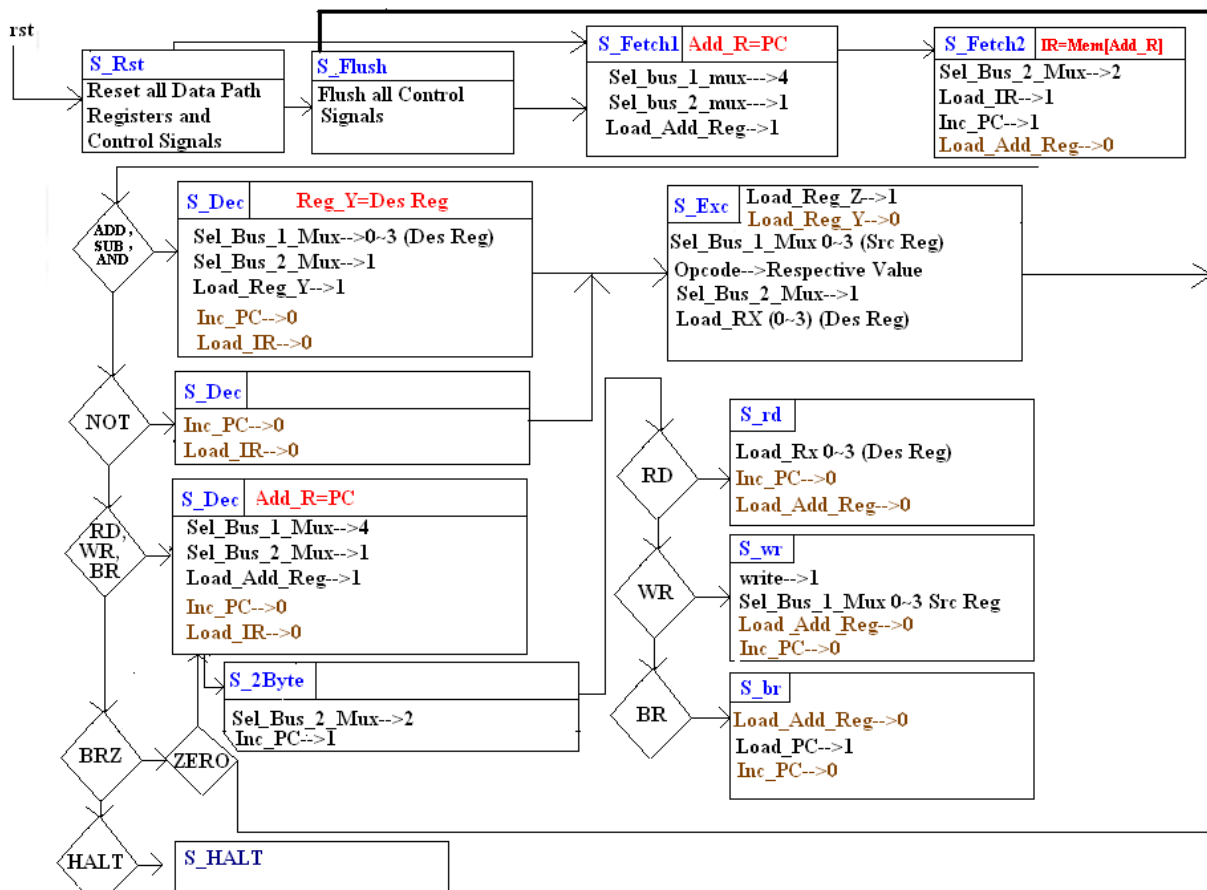 rst
S_Rst
Reset all Data Path
Registers and
Control Signals
S_Flush
Flush all Control
Signals
S_Fetch1 Add_R=PC
Sel_bus_1_mux--->4
Sel_bus_2_mux--->1
Load_Add_Reg-->1
S_Fetch2 IR=Mem[Add_R]
Sel_Bus_2_Mux-->2
Load_IR-->1
Inc_PC-->1
Load_Add_Reg-->0
ADD,
SUB,
AND
S_Dec Reg_Y=Des Reg
Sel_Bus_1_Mux-->0~3 (Des Reg)
Sel_Bus_2_Mux-->1
Load_Reg_Y-->1
Inc_PC-->0
Load_IR-->0
S_Exc Load_Reg_Z-->1
Load_Reg_Y-->0
Sel_Bus_1_Mux 0~3 (Src Reg)
Opcode-->Respective Value
Sel_Bus_2_Mux-->1
Load_RX (0~3) (Des Reg)
NOT
S_Dec
Inc_PC-->0
Load_IR-->0
RD,
WR,
BR
S_Dec Add_R=PC
Sel_Bus_1_Mux-->4
Sel_Bus_2_Mux-->1
Load_Add_Reg-->1
Inc_PC-->0
Load_IR-->0
S_2Byte
Sel_Bus_2_Mux-->2
Inc_PC-->1
RD
S_rd
Load_Rx 0~3 (Des Reg)
Inc_PC-->0
Load_Add_Reg-->0
WR
S_wr
write-->1
Sel_Bus_1_Mux 0~3 Src Reg
Load_Add_Reg-->0
Inc_PC-->0
BR
S_br
Load_Add_Reg-->0
Load_PC-->1
Inc_PC-->0
BRZ
ZERO
HALT
S_HALT